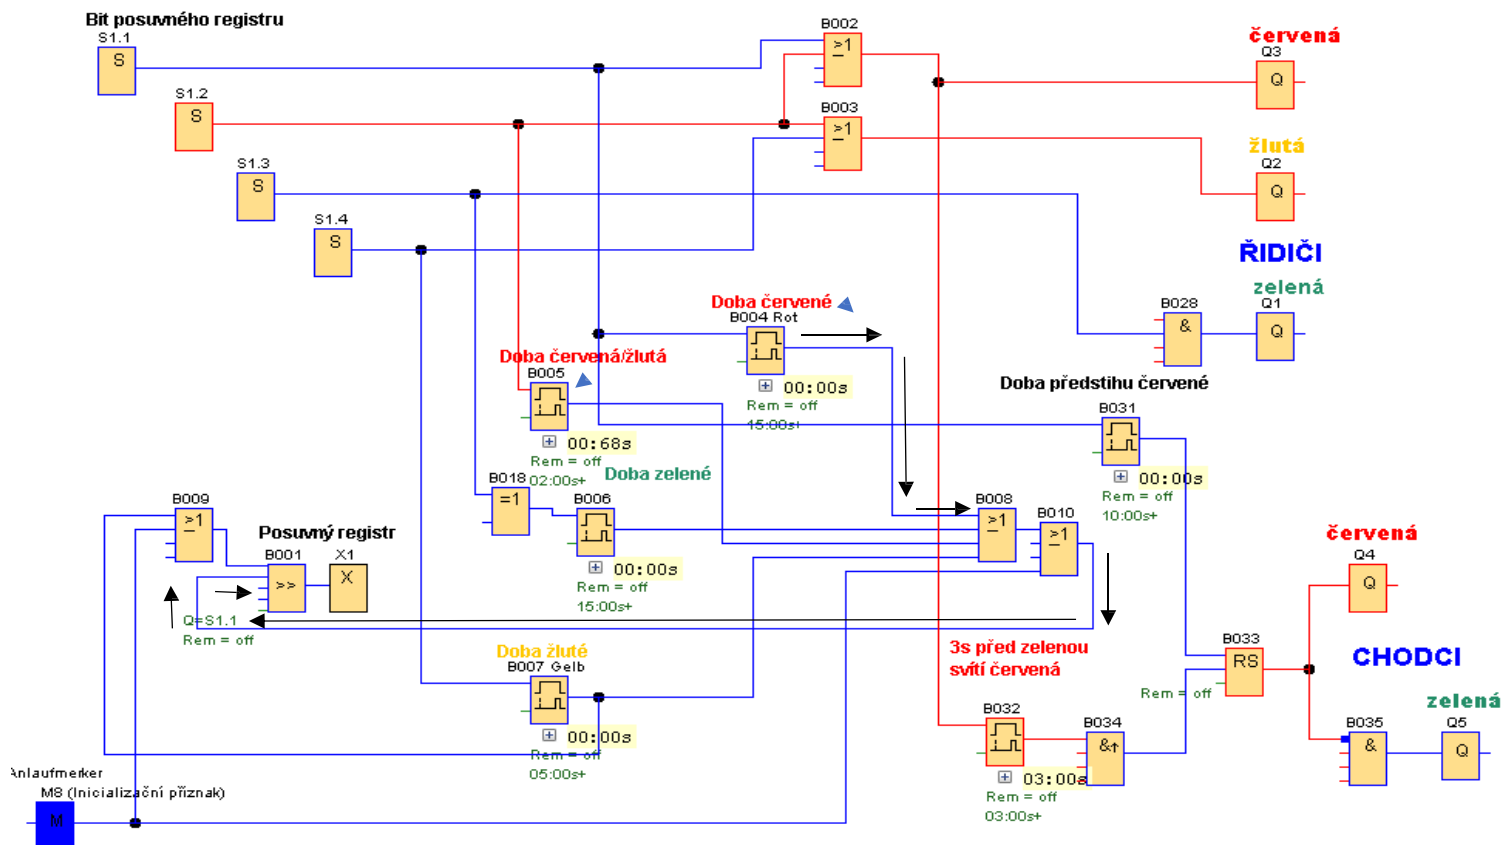 Bit posuvného registru
S1.1
S
S1.2
S
S1.3
S
S1.4
S
B002
≥1
B003
≥1
červená
Q3
Q
žlutá
Q2
Q
ŘIDIČI
zelená
Q1
Q
B028
&
Doba červené
B004 Rot
00:00s
Rem = off
15:00s+
Doba červená/žlutá
B005
00:68s
Rem = off
02:00s+
Doba předstihu červené
B031
00:00s
Rem = off
10:00s+
Doba zelené
B018
=1
B006
00:00s
Rem = off
15:00s+
B008
≥1
B010
≥1
B009
≥1
Posuvný registr
B001
>>
X1
X
Q=S1.1
Rem = off
Doba žluté
B007 Gelb
00:00s
Rem = off
05:00s+
3s před zelenou
svítí červená
B032
03:00s
Rem = off
03:00s+
B034
&↑
B033
RS
Rem = off
červená
Q4
Q
CHODCI
zelená
B035
&
Q5
Q
Anlaufmerker
M8 (Inicializační příznak)
M